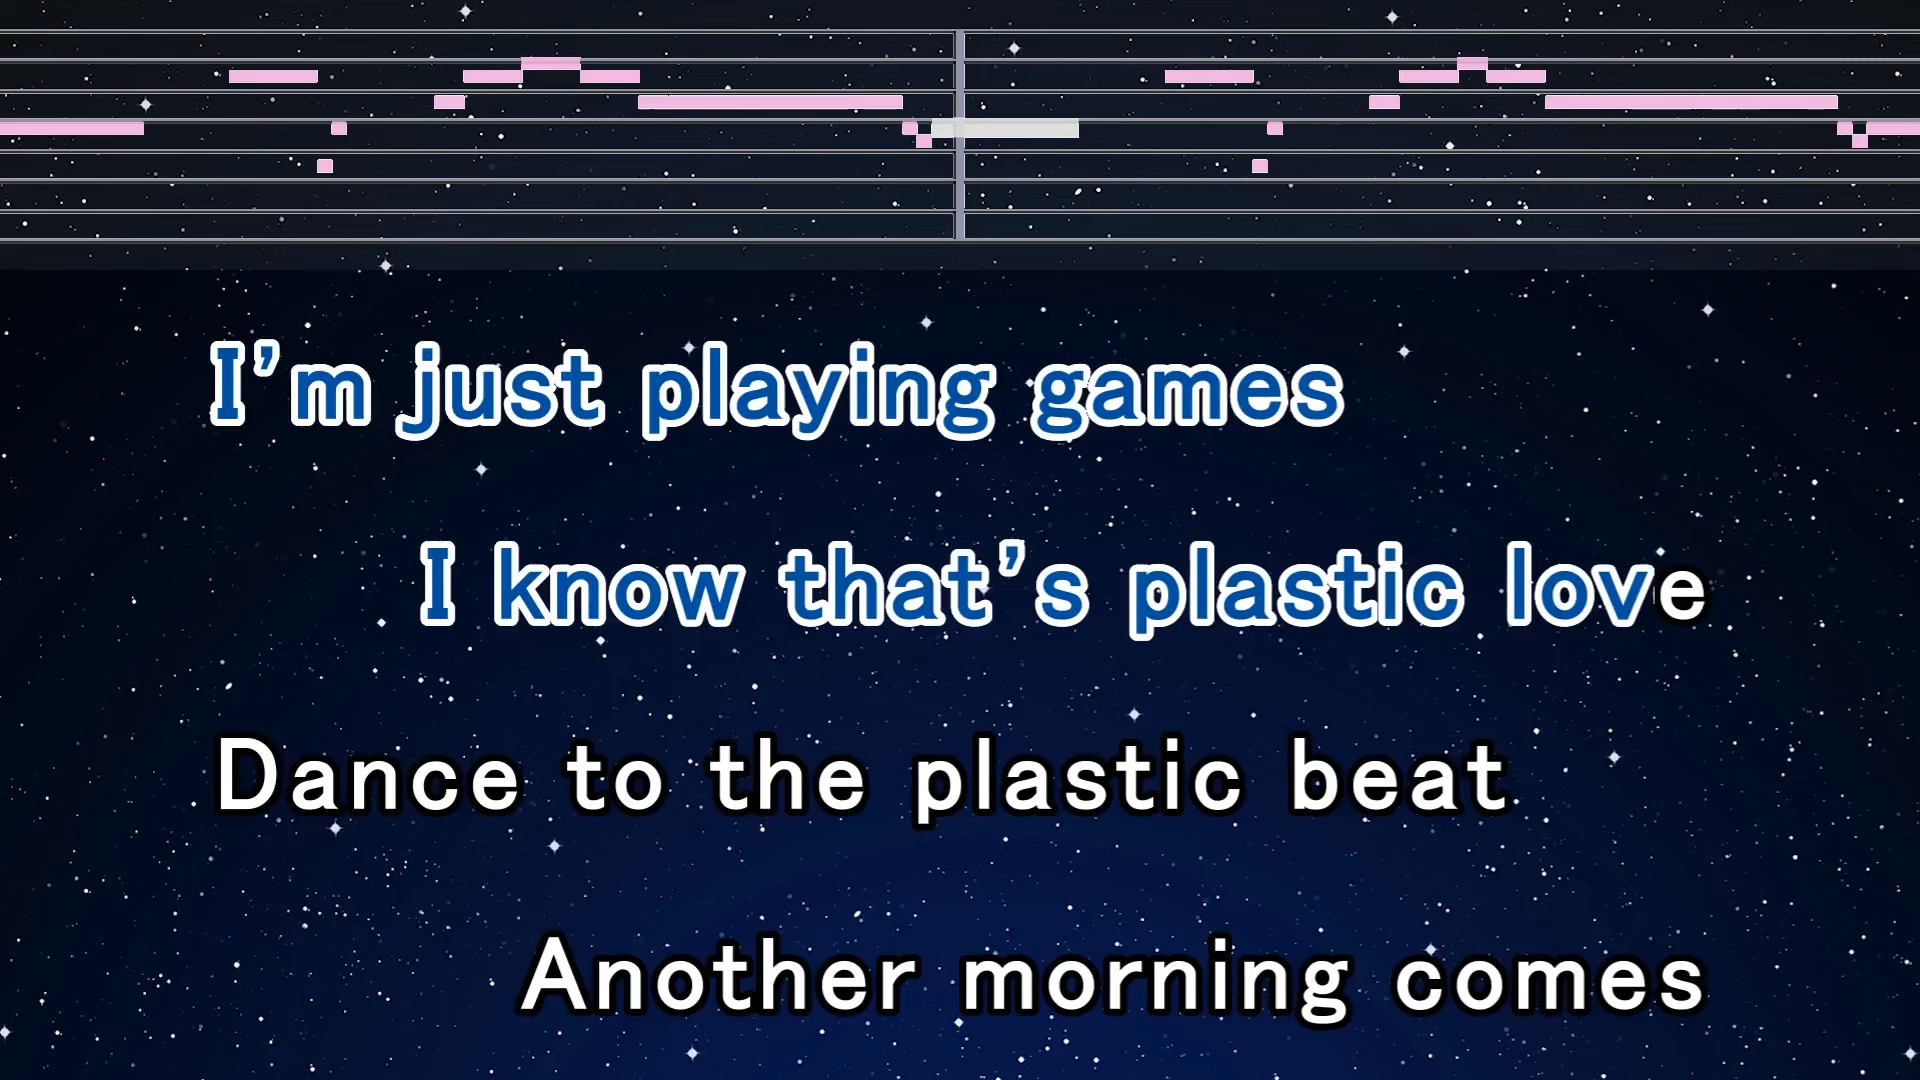 I’m just playing games
I know that’s plastic love
Dance to the plastic beat
Another morning comes